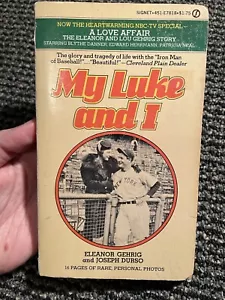 SIGNET•451-E7818•$1.75
NOW THE HEARTWARMING NBC-TV SPECIAL—
A LOVE AFFAIR
THE ELEANOR AND LOU GEHRIG STORY
STARRING BLYTHE DANNER, EDWARD HERRMANN, PATRICIA NEAL
The glory and tragedy of life with the "Iron Man
of Baseball!"... "Beautiful!"—Cleveland Plain Dealer
My Luke
and I
ELEANOR GEHRIG
and JOSEPH DURSO
16 PAGES OF RARE, PERSONAL PHOTOS